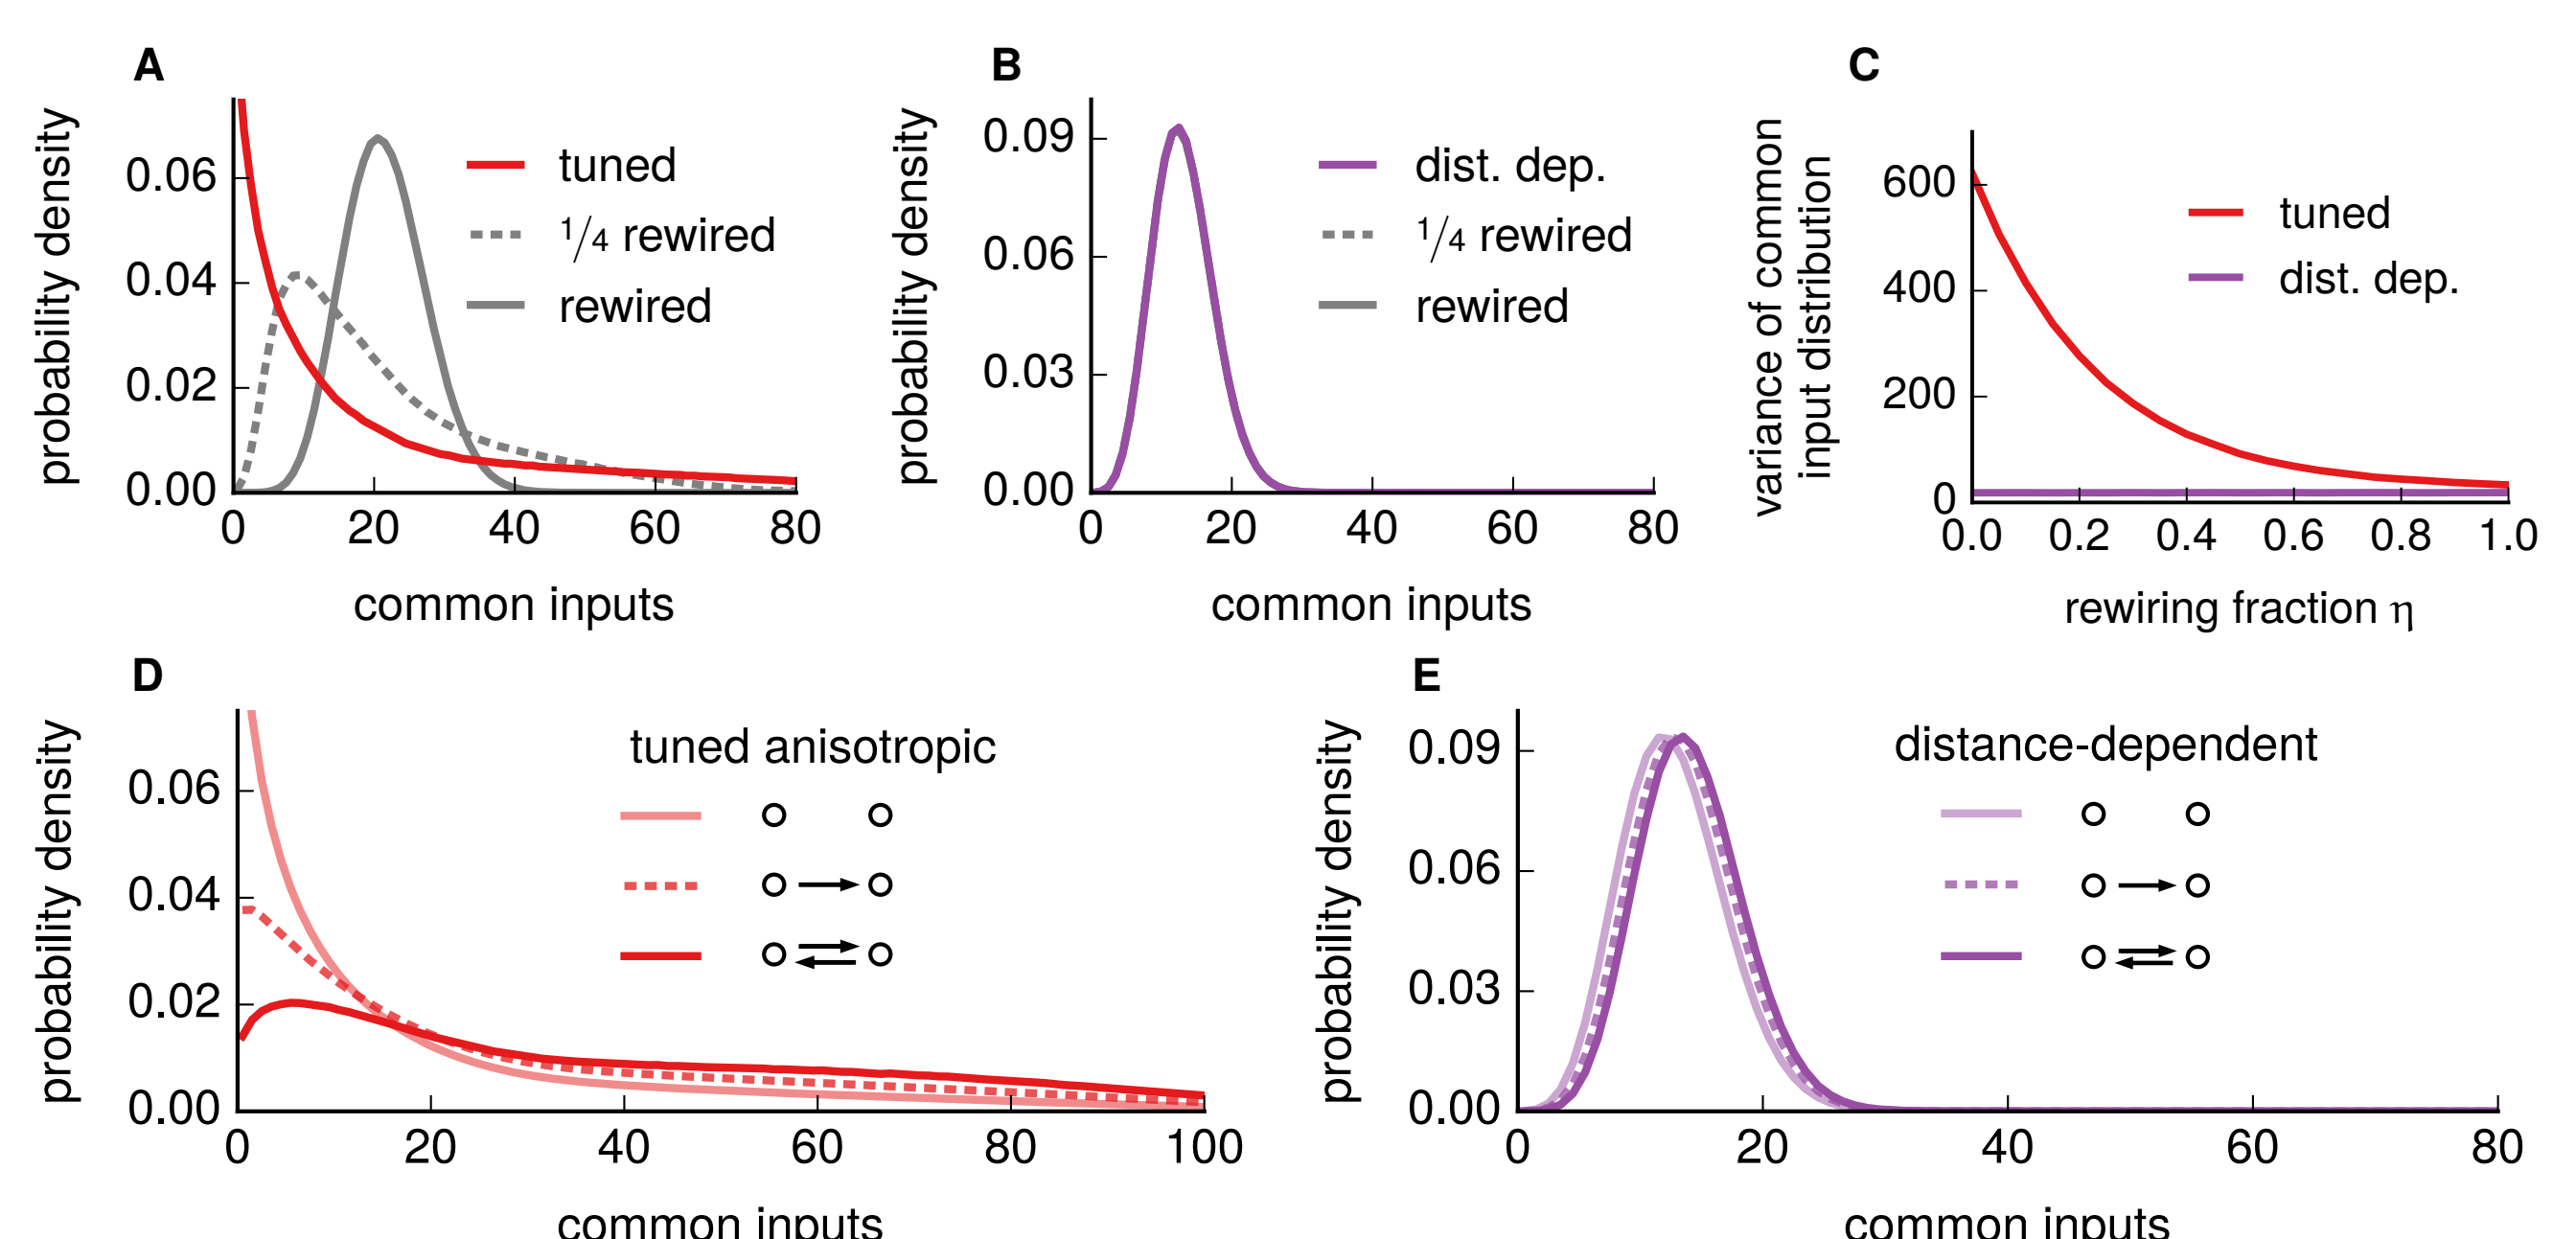 A
probability density
0.06
0.04
0.02
0.00
0 20 40 60 80
common inputs
tuned
1/4 rewired
rewired
B
probability density
0.09
0.06
0.03
0.00
0 20 40 60 80
common inputs
dist. dep.
1/4 rewired
rewired
C
variance of common
input distribution
600
400
200
0
0.0 0.2 0.4 0.6 0.8 1.0
rewiring fraction η
tuned
dist. dep.
D
probability density
0.06
0.04
0.02
0.00
0 20 40 60 80 100
common inputs
tuned anisotropic
E
probability density
0.09
0.06
0.03
0.00
0 20 40 60 80
common inputs
distance-dependent